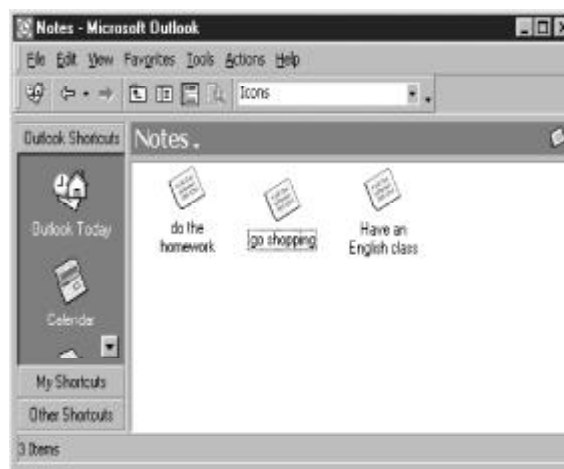 Notes - Microsoft Outlook
File Edit View Favorites Tools Actions Help
Icons
Outlook Shortcuts
Notes .
Outlook Today
Calendar
do the
homework
go shopping
Have an
English class
My Shortcuts
Other Shortcuts
3 Items